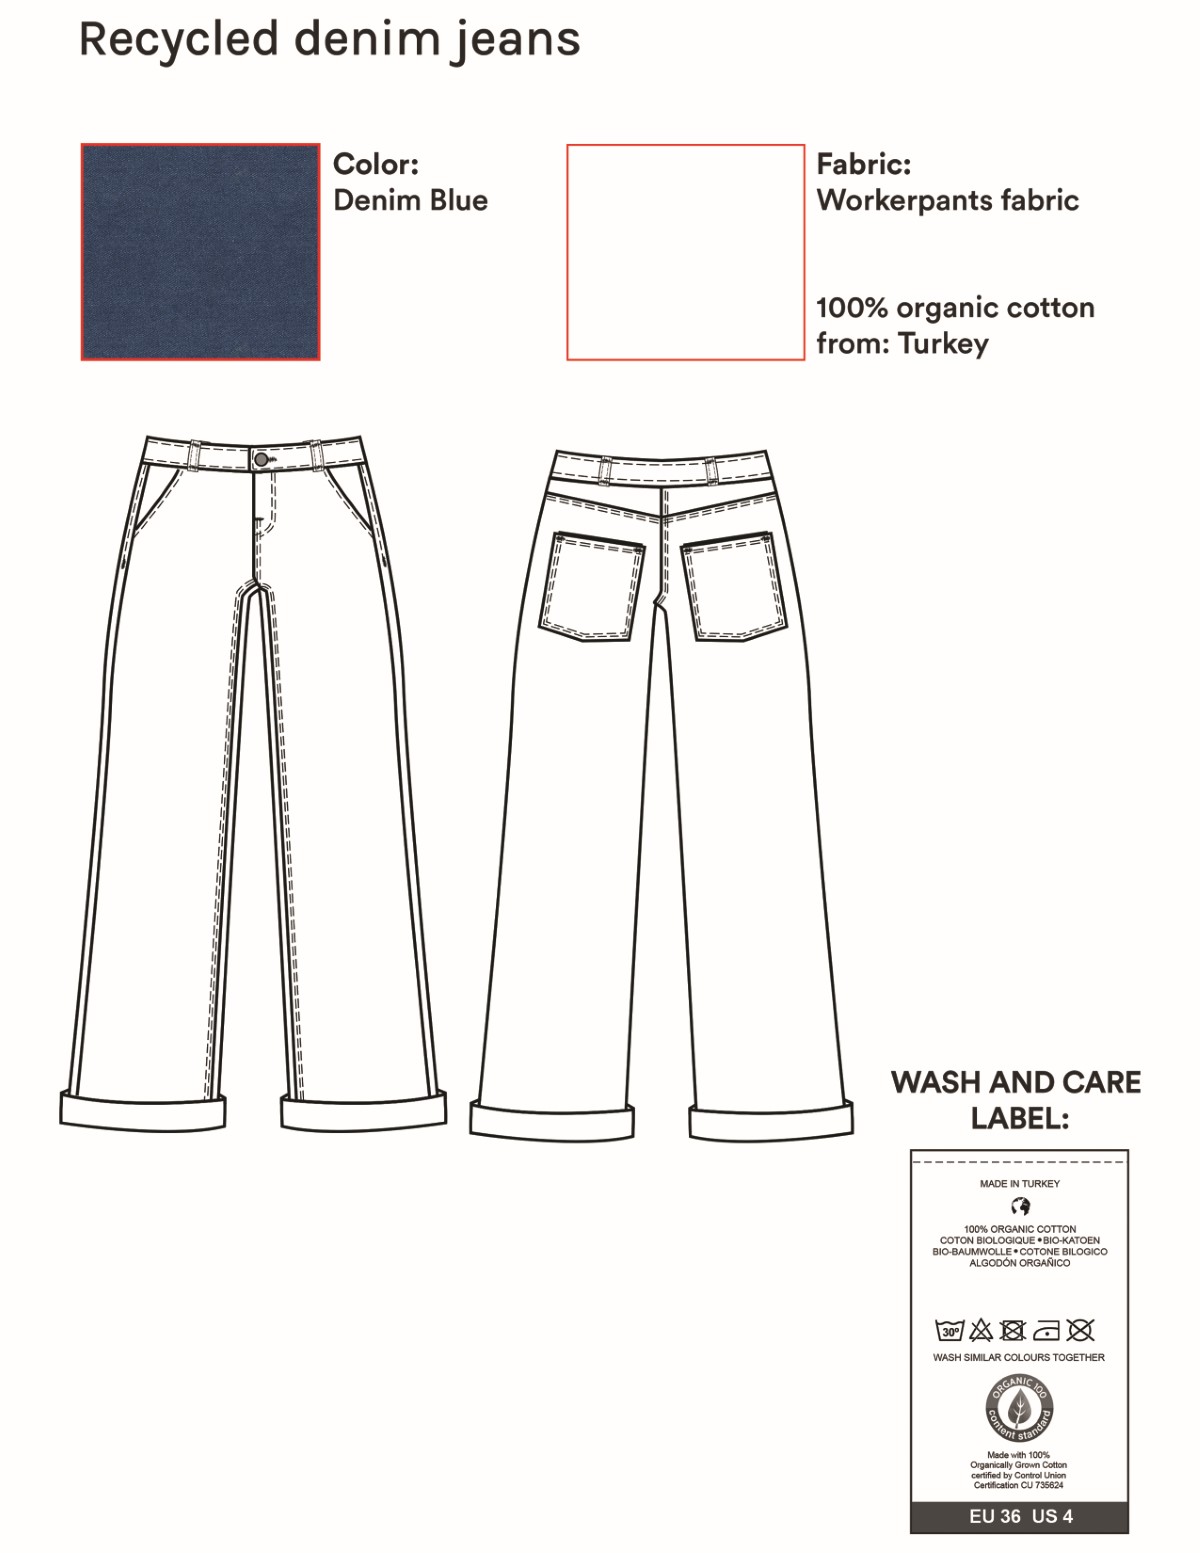 Recycled denim jeans
Color:
Denim Blue
Fabric:
Workerpants fabric
100% organic cotton
from: Turkey
WASH AND CARE
LABEL:
MADE IN TURKEY
100% ORGANIC COTTON
COTON BIOLOGIQUE • BIO-KATOEN
BIO-BAUMWOLLE • COTONE BILOGICO
ALGODÓN ORGAÑICO
30º
WASH SIMILAR COLOURS TOGETHER
ORGANIC 100
content standard
Made with 100%
Organically Grown Cotton
certified by Control Union
Certification CU 735624
EU 36 US 4